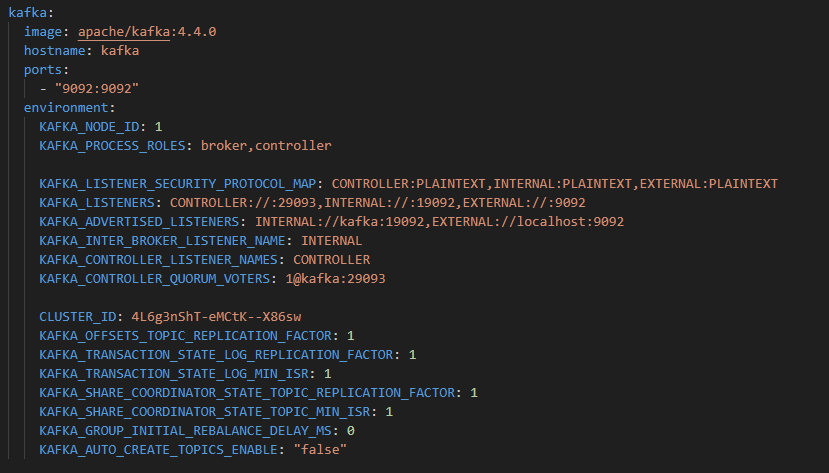 kafka:
image: apache/kafka:4.4.0
hostname: kafka
ports:
- "9092:9092"
environment:
KAFKA_NODE_ID: 1
KAFKA_PROCESS_ROLES: broker,controller
KAFKA_LISTENER_SECURITY_PROTOCOL_MAP: CONTROLLER:PLAINTEXT,INTERNAL:PLAINTEXT,EXTERNAL:PLAINTEXT
KAFKA_LISTENERS: CONTROLLER://:29093,INTERNAL://:19092,EXTERNAL://:9092
KAFKA_ADVERTISED_LISTENERS: INTERNAL://kafka:19092,EXTERNAL://localhost:9092
KAFKA_INTER_BROKER_LISTENER_NAME: INTERNAL
KAFKA_CONTROLLER_LISTENER_NAMES: CONTROLLER
KAFKA_CONTROLLER_QUORUM_VOTERS: 1@kafka:29093
CLUSTER_ID: 4L6g3nShT-eMCtK--X86sw
KAFKA_OFFSETS_TOPIC_REPLICATION_FACTOR: 1
KAFKA_TRANSACTION_STATE_LOG_REPLICATION_FACTOR: 1
KAFKA_TRANSACTION_STATE_LOG_MIN_ISR: 1
KAFKA_SHARE_COORDINATOR_STATE_TOPIC_REPLICATION_FACTOR: 1
KAFKA_SHARE_COORDINATOR_STATE_TOPIC_MIN_ISR: 1
KAFKA_GROUP_INITIAL_REBALANCE_DELAY_MS: 0
KAFKA_AUTO_CREATE_TOPICS_ENABLE: "false"